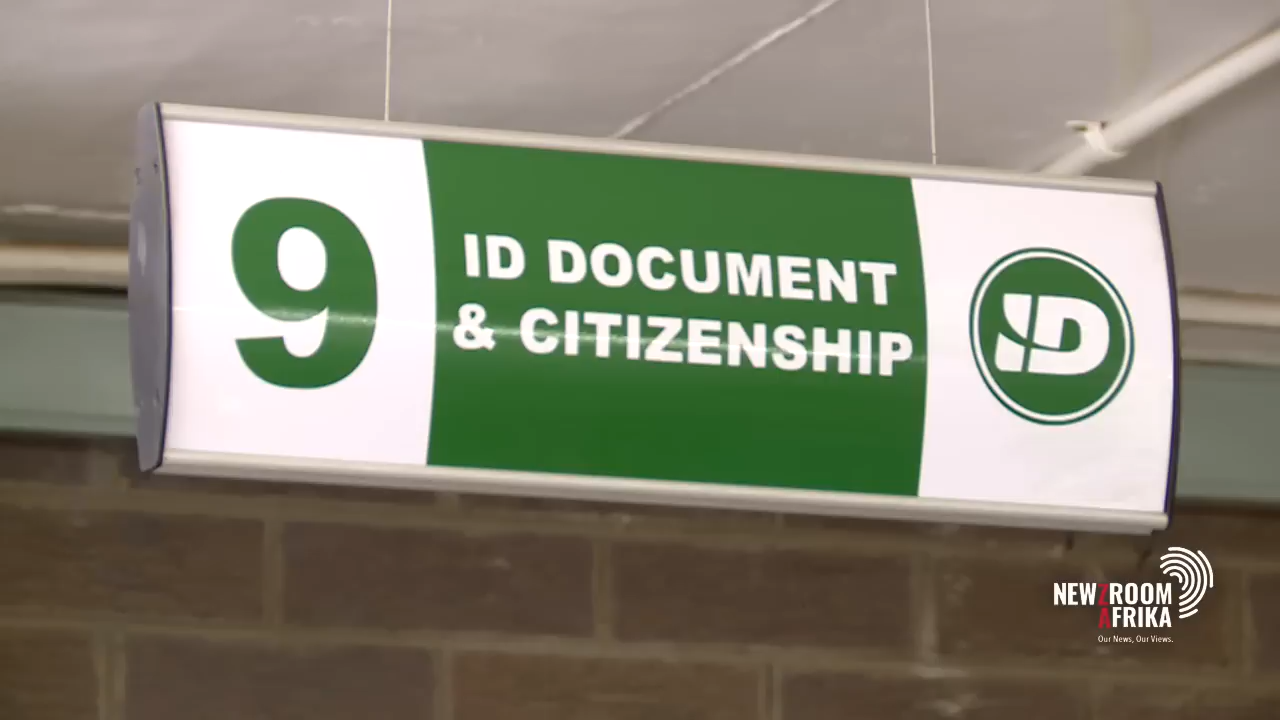 9
ID DOCUMENT
& CITIZENSHIP
ID
NEWZROOM
AFRIKA
Our News, Our Views.